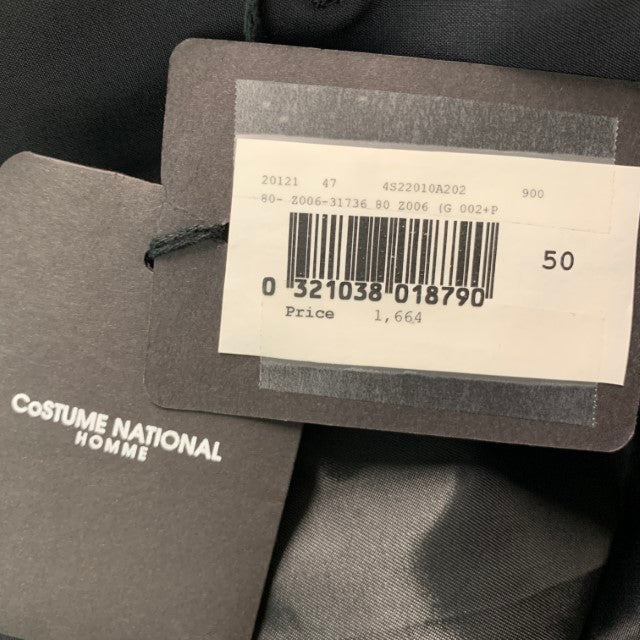 20121 47 4S22010A202 900
80- Z006-31736 80 Z006 (G 002+P
50
0 321038 018790
Price 1,664
CoSTUME NATIONAL
HOMME